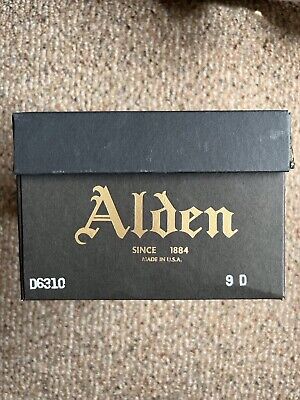 Alden
SINCE 1884
MADE IN U.S.A.
D6310 9 D